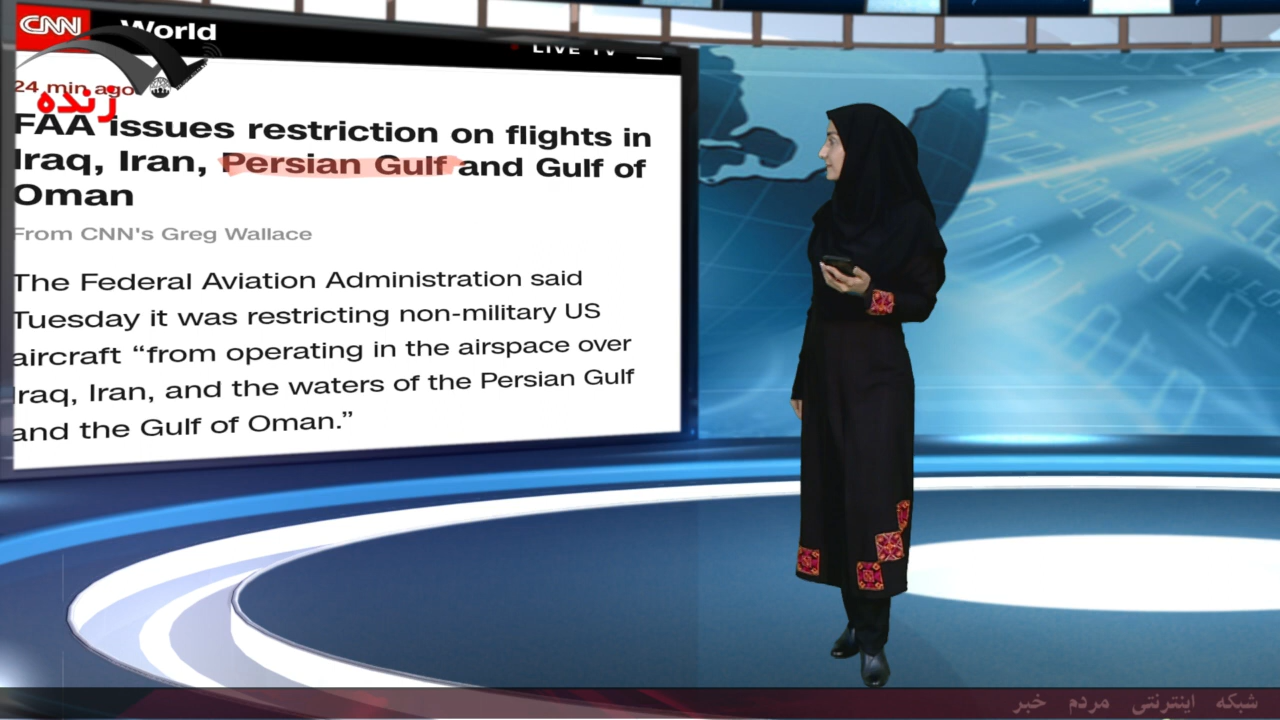 CNN World
LIVE TV
24 min ago
زنده
FAA issues restriction on flights in
Iraq, Iran, Persian Gulf and Gulf of
Oman
From CNN's Greg Wallace
The Federal Aviation Administration said
Tuesday it was restricting non-military US
aircraft “from operating in the airspace over
Iraq, Iran, and the waters of the Persian Gulf
and the Gulf of Oman.”
شبکه اینترنتی مردم خبر